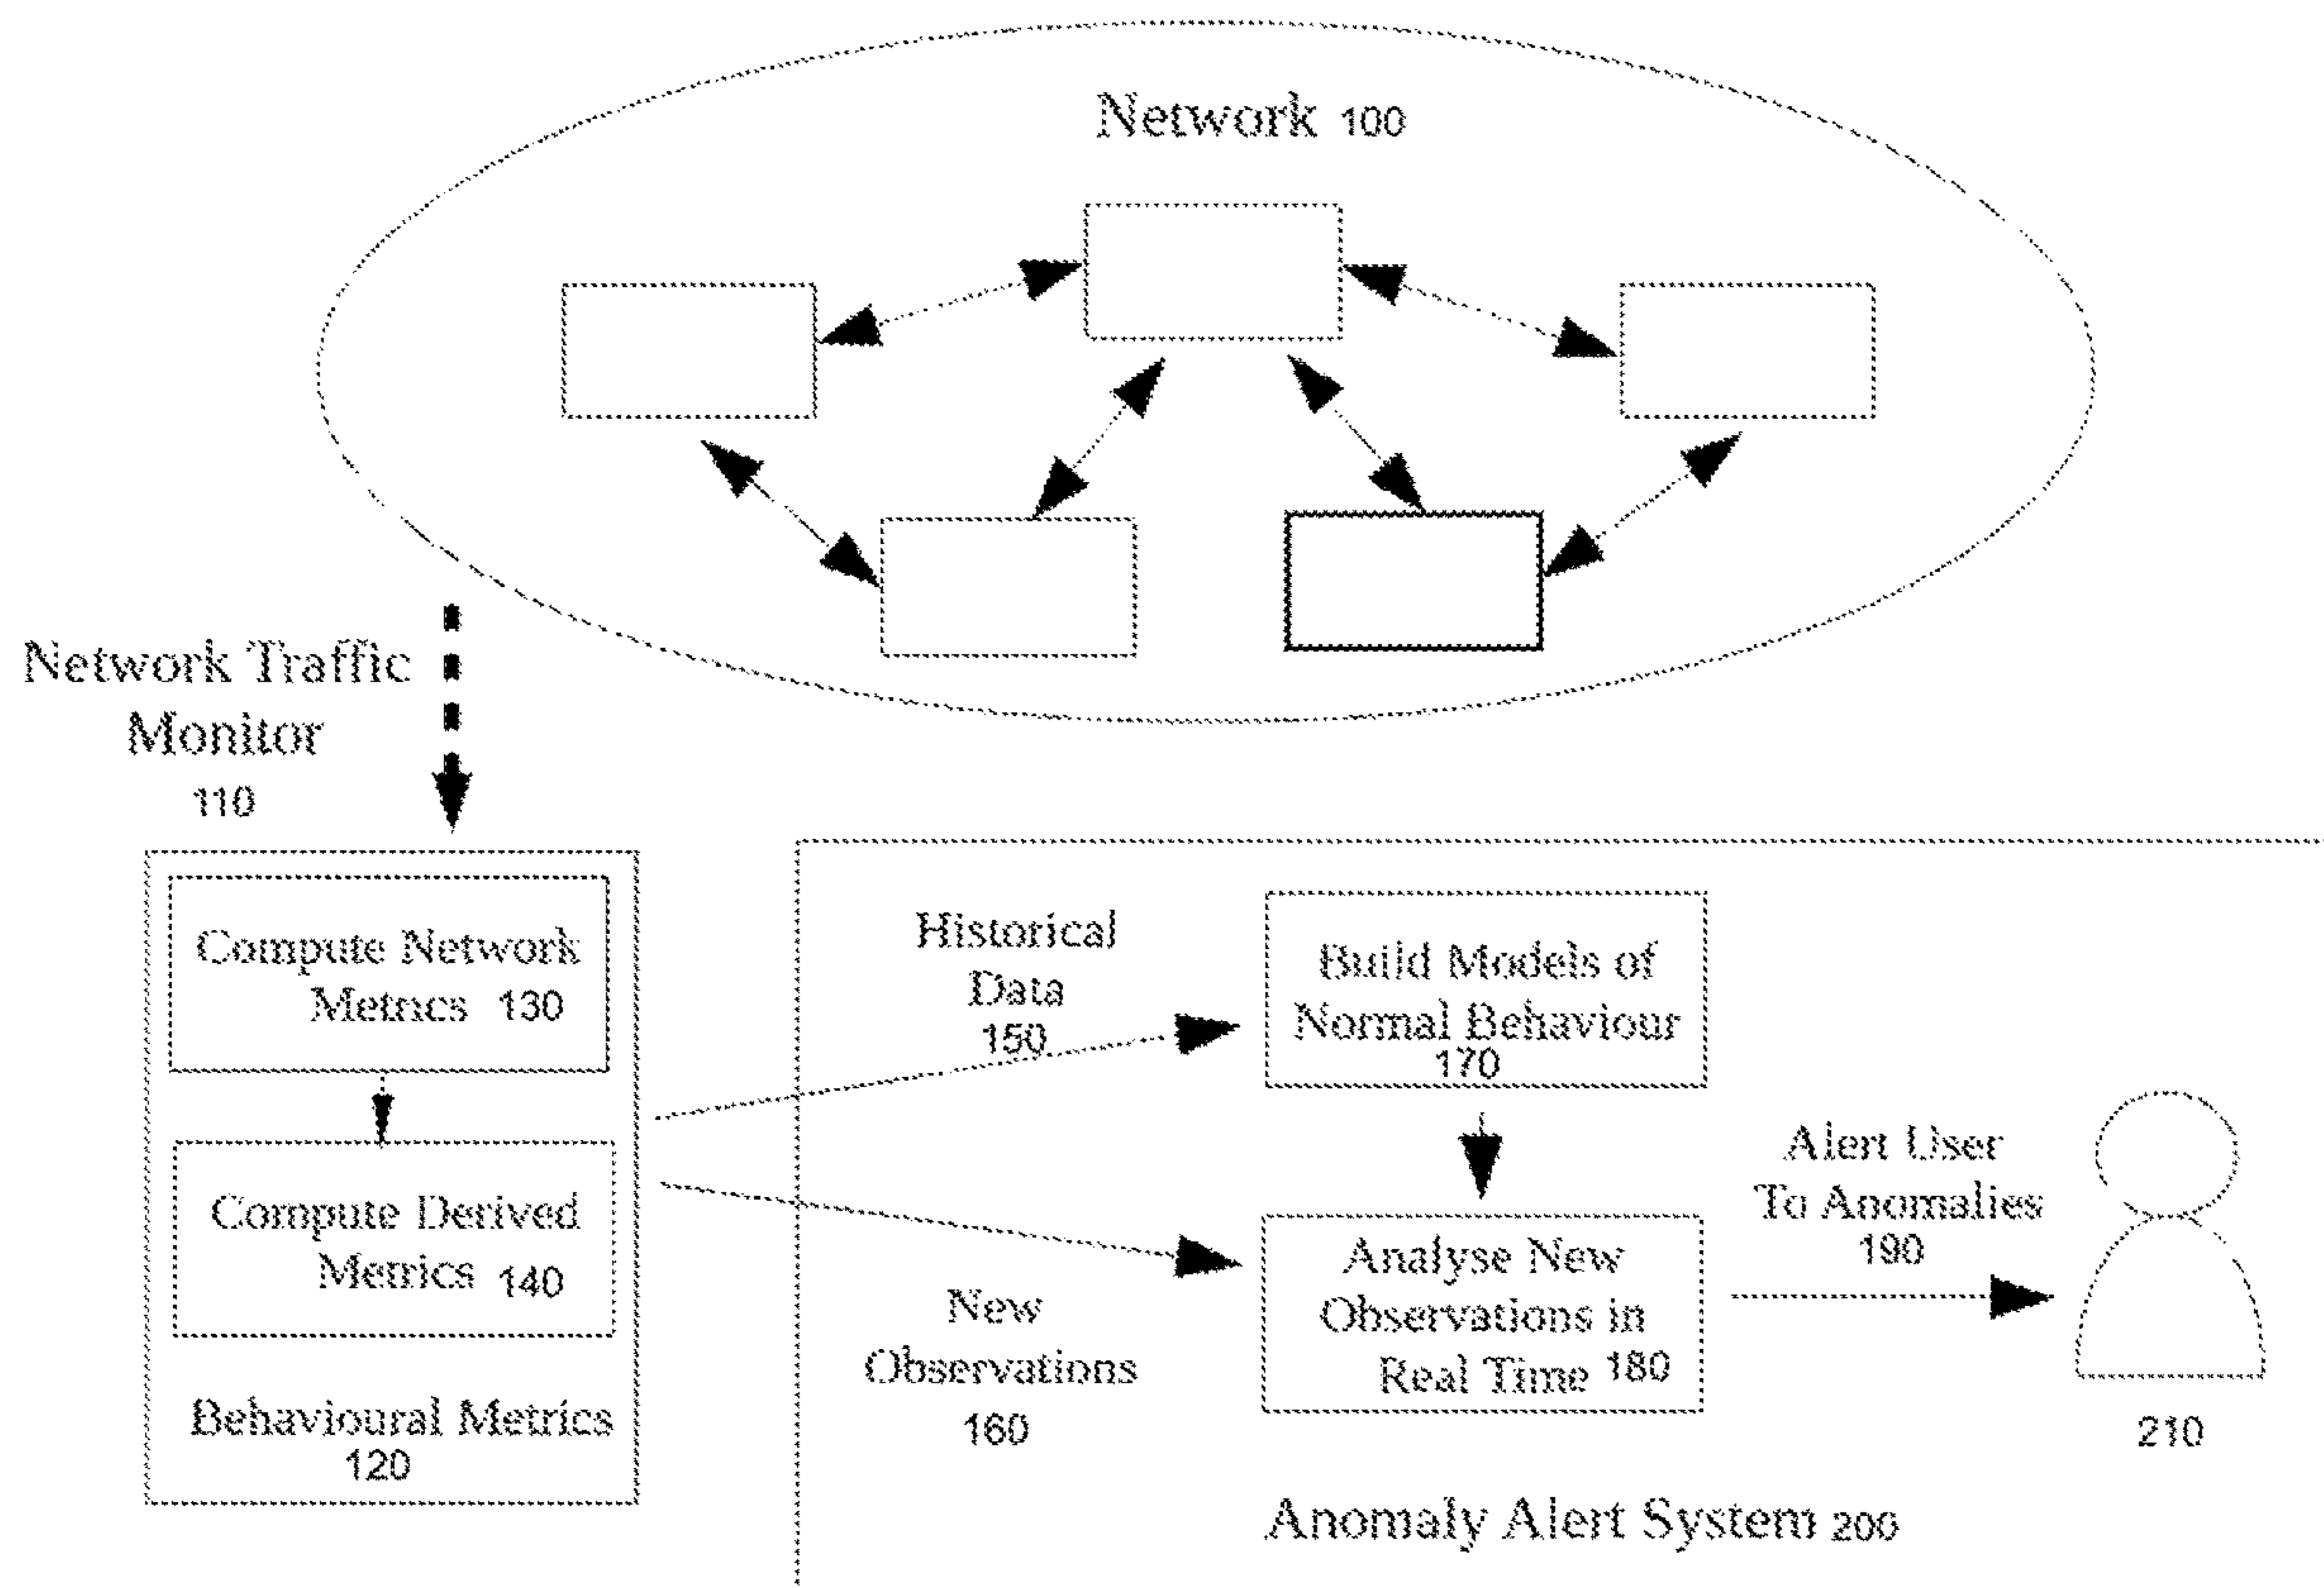 Network 100
Network Traffic
Monitor
110
Compute Network
Metrics 130
Compute Derived
Metrics 140
Behavioural Metrics
120
Historical
Data
150
New
Observations
160
Build Models of
Normal Behaviour
170
Analyse New
Observations in
Real Time 180
Alert User
To Anomalies
190
210
Anomaly Alert System 200